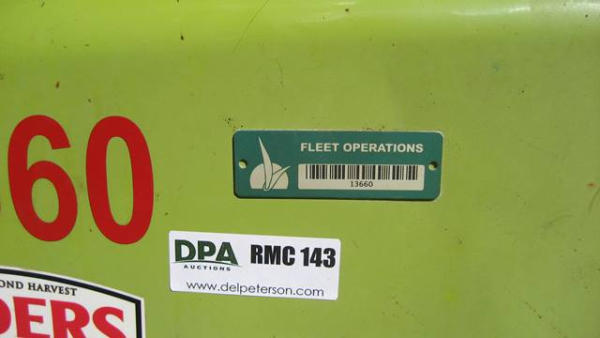 FLEET OPERATIONS
13660
60
DPA
AUCTIONS
RMC 143
www.delpeterson.com
OND HARVEST
DERS